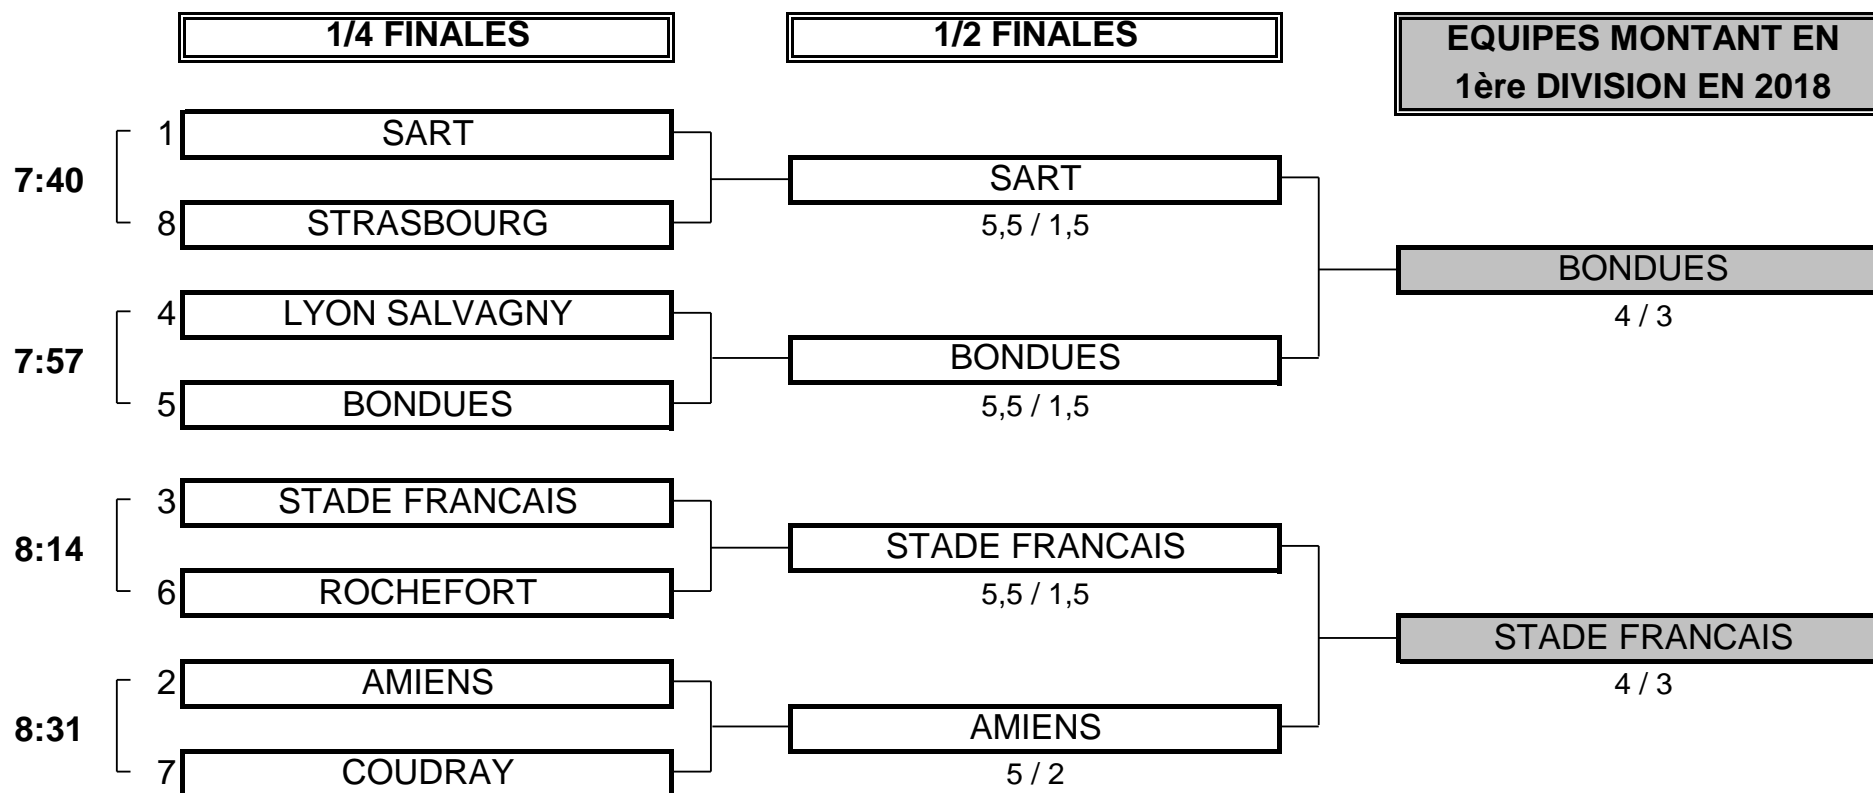 1/4 FINALES
1/2 FINALES
EQUIPES MONTANT EN
1ère DIVISION EN 2018
7:40
1 SART
8 STRASBOURG
SART
5,5 / 1,5
7:57
4 LYON SALVAGNY
5 BONDUES
BONDUES
5,5 / 1,5
BONDUES
4 / 3
8:14
3 STADE FRANCAIS
6 ROCHEFORT
STADE FRANCAIS
5,5 / 1,5
8:31
2 AMIENS
7 COUDRAY
AMIENS
5 / 2
STADE FRANCAIS
4 / 3